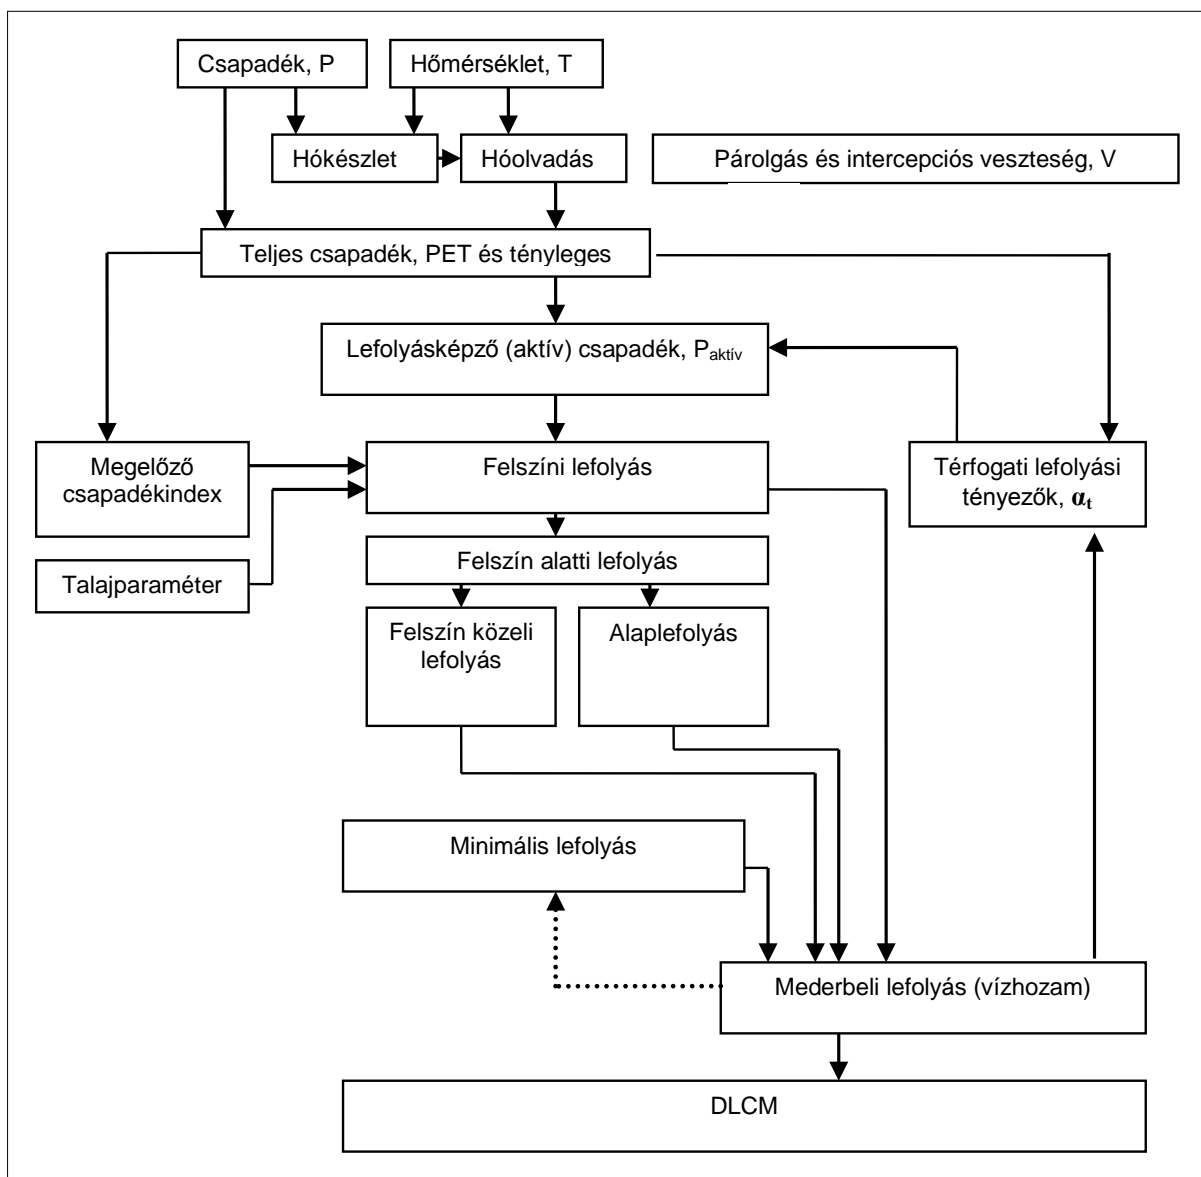 Csapadék, P
Hőmérséklet, T
Hókészlet
Hóolvadás
Párolgás és intercepciós veszteség, V
Teljes csapadék, PET és tényleges
Lefolyásképző (aktív) csapadék, Paktív
Megelőző
csapadékindex
Felszíni lefolyás
Térfogati lefolyási
tényezők, αt
Talajparaméter
Felszín alatti lefolyás
Felszín közeli
lefolyás
Alaplefolyás
Minimális lefolyás
Mederbeli lefolyás (vízhozam)
DLCM